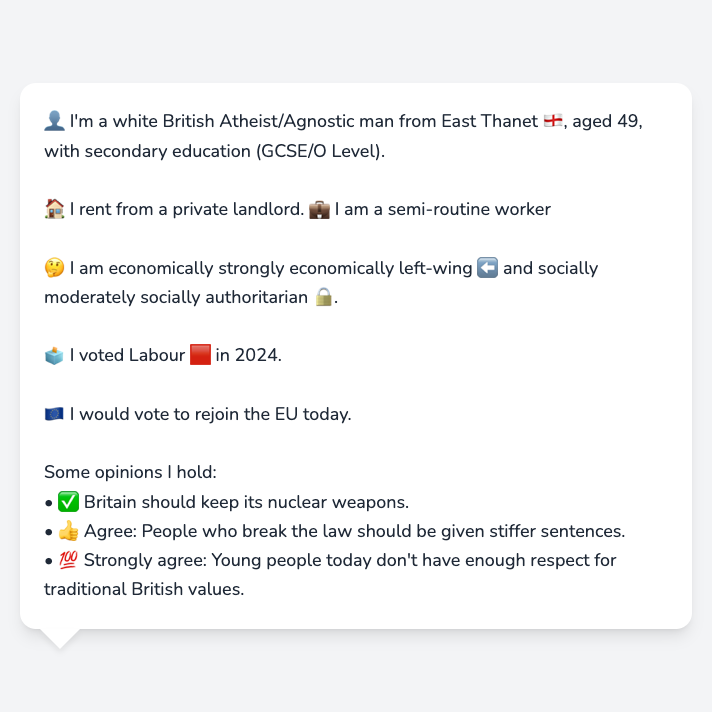 👤 I'm a white British Atheist/Agnostic man from East Thanet 🏴󠁧󠁢󠁥󠁮󠁧󠁿, aged 49,
with secondary education (GCSE/O Level).
🏠 I rent from a private landlord. 💼 I am a semi-routine worker
🤔 I am economically strongly economically left-wing ⬅️ and socially
moderately socially authoritarian 🔒.
🗳️ I voted Labour 🟥 in 2024.
🇪🇺 I would vote to rejoin the EU today.
Some opinions I hold:
• ✅ Britain should keep its nuclear weapons.
• 👍 Agree: People who break the law should be given stiffer sentences.
• 💯 Strongly agree: Young people today don't have enough respect for
traditional British values.